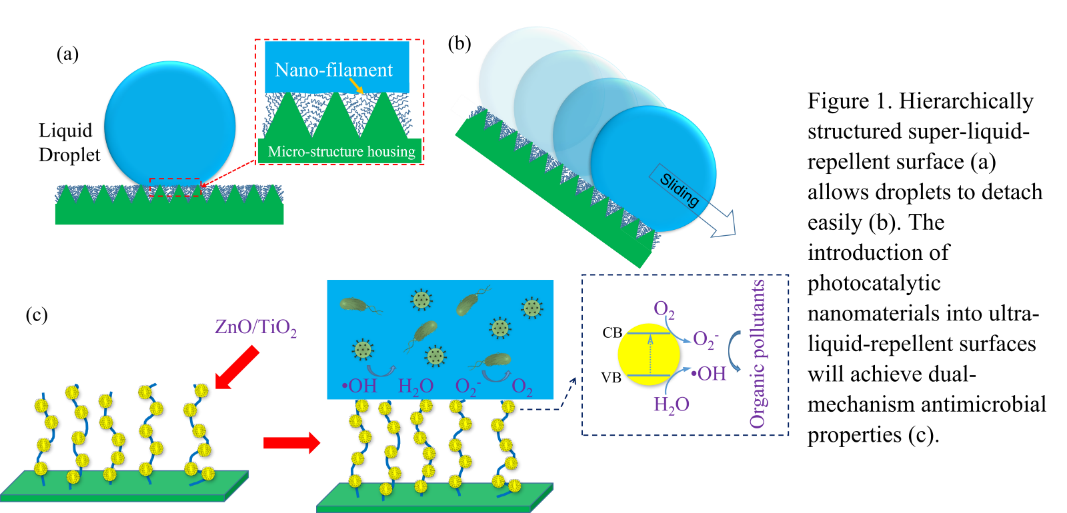 (a)
Nano-filament
Liquid
Droplet
Micro-structure housing
(b)
Sliding
(c)
ZnO/TiO2
•OH H2O O2- O2
O2
CB
O2-
VB
•OH
H2O
Organic pollutants
Figure 1. Hierarchically
structured super-liquid-
repellent surface (a)
allows droplets to detach
easily (b). The
introduction of
photocatalytic
nanomaterials into ultra-
liquid-repellent surfaces
will achieve dual-
mechanism antimicrobial
properties (c).